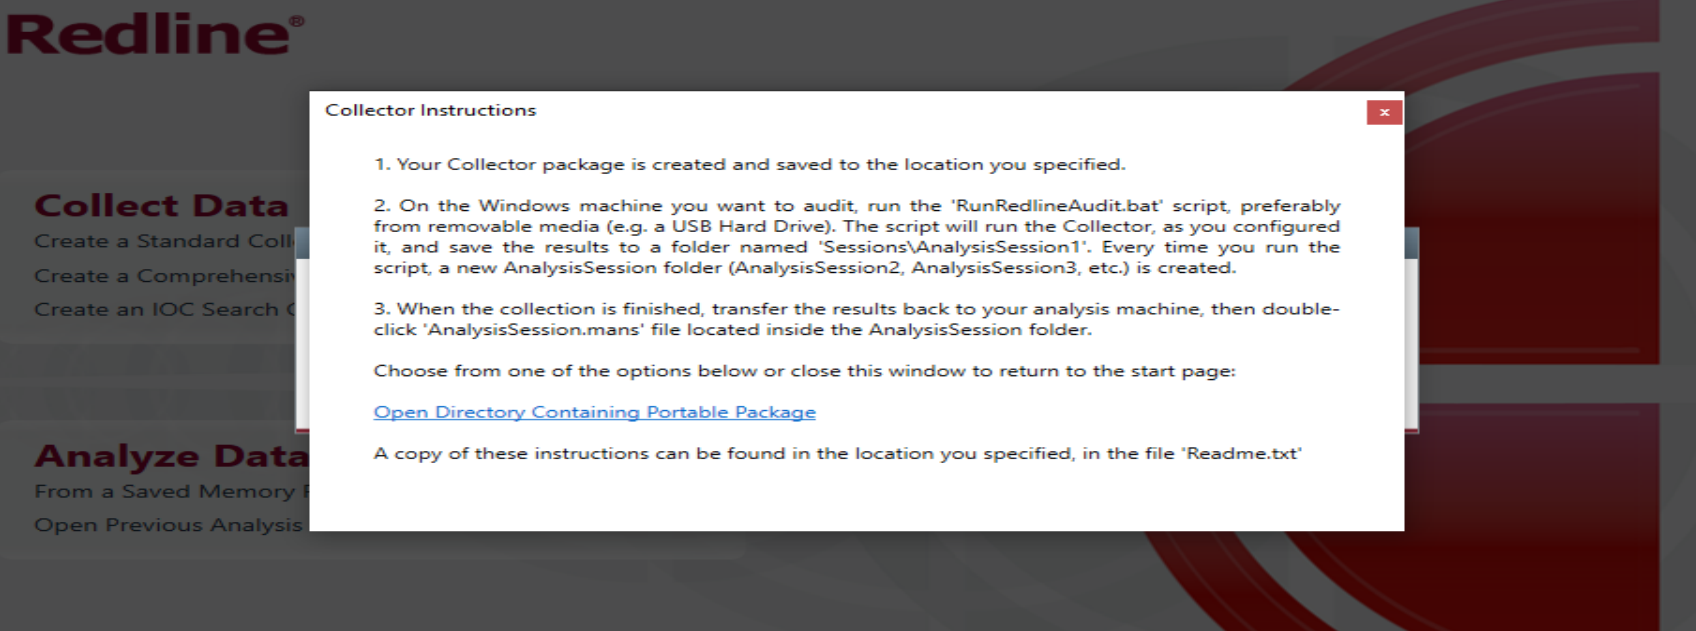 Redline®
Collect Data
Create a Standard Coll
Create a Comprehensiv
Create an IOC Search
Analyze Data
From a Saved Memory
Open Previous Analysis
Collector Instructions
x
1. Your Collector package is created and saved to the location you specified.
2. On the Windows machine you want to audit, run the 'RunRedlineAudit.bat' script, preferably
from removable media (e.g. a USB Hard Drive). The script will run the Collector, as you configured
it, and save the results to a folder named 'Sessions\AnalysisSession1'. Every time you run the
script, a new AnalysisSession folder (AnalysisSession2, AnalysisSession3, etc.) is created.
3. When the collection is finished, transfer the results back to your analysis machine, then double-
click 'AnalysisSession.mans' file located inside the AnalysisSession folder.
Choose from one of the options below or close this window to return to the start page:
Open Directory Containing Portable Package
A copy of these instructions can be found in the location you specified, in the file 'Readme.txt'